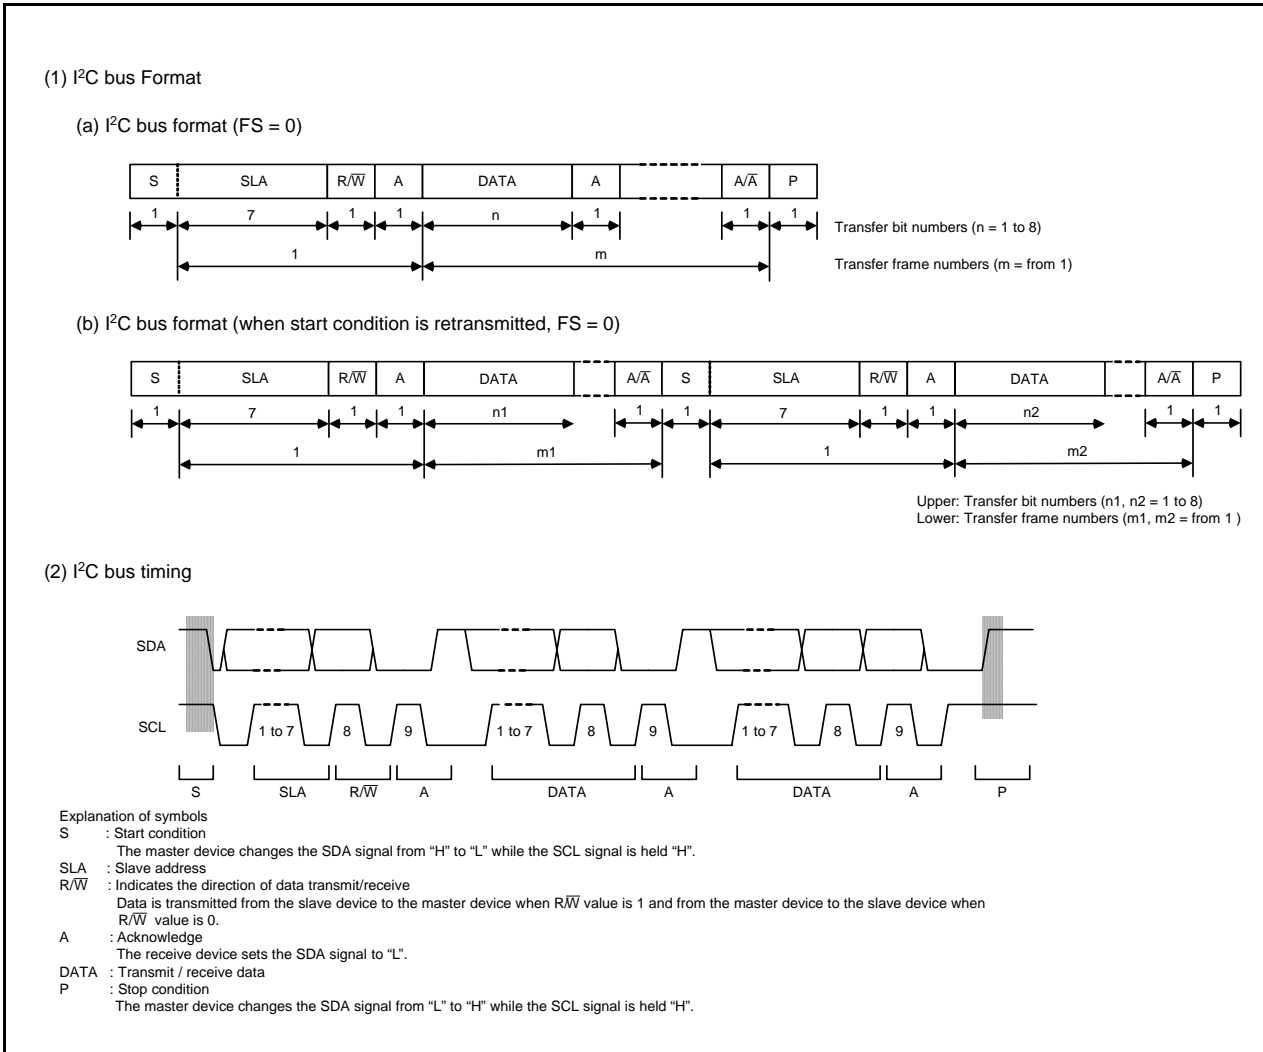 (1) I²C bus Format
(a) I²C bus format (FS = 0)
S SLA R/W̅ A DATA A A/A̅ P
1 7 1 1 n 1 1 1
Transfer bit numbers (n = 1 to 8)
1 m
Transfer frame numbers (m = from 1)
(b) I²C bus format (when start condition is retransmitted, FS = 0)
S SLA R/W̅ A DATA A/A̅ S SLA R/W̅ A DATA A/A̅ P
1 7 1 1 n1 1 1 7 1 1 n2 1 1
1 m1 1 m2
Upper: Transfer bit numbers (n1, n2 = 1 to 8)
Lower: Transfer frame numbers (m1, m2 = from 1 )
(2) I²C bus timing
SDA
SCL 1 to 7 8 9 1 to 7 8 9 1 to 7 8 9
S SLA R/W̅ A DATA A DATA A P
Explanation of symbols
S : Start condition
The master device changes the SDA signal from “H” to “L” while the SCL signal is held “H”.
SLA : Slave address
R/W̅ : Indicates the direction of data transmit/receive
Data is transmitted from the slave device to the master device when R/W̅ value is 1 and from the master device to the slave device when
R/W̅ value is 0.
A : Acknowledge
The receive device sets the SDA signal to “L”.
DATA : Transmit / receive data
P : Stop condition
The master device changes the SDA signal from “L” to “H” while the SCL signal is held “H”.